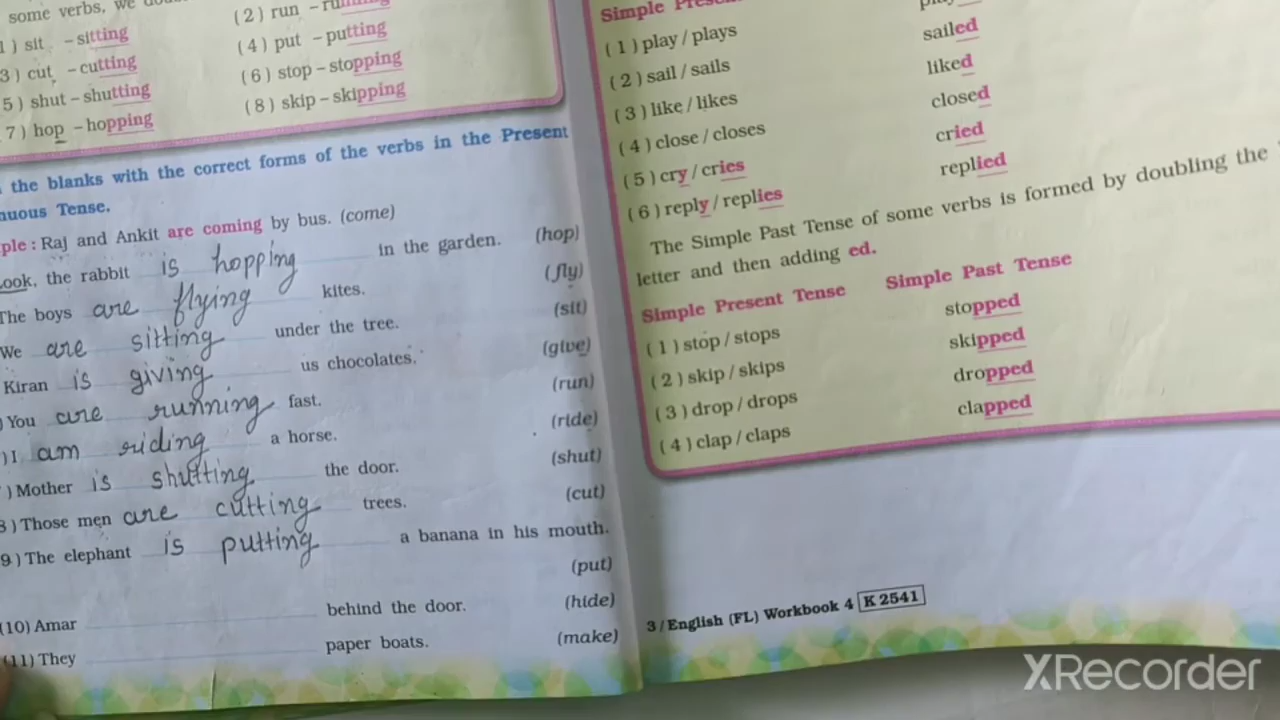 some verbs, we
(2) run – running
1) sit – sitting
(4) put – putting
3) cut – cutting
(6) stop – stopping
5) shut – shutting
(8) skip – skipping
7) hop – hopping
the blanks with the correct forms of the verbs in the Present
nuous Tense.
ple : Raj and Ankit are coming by bus. (come)
Look, the rabbit is hopping in the garden. (hop)
The boys are flying kites. (fly)
We are sitting under the tree. (sit)
Kiran is giving us chocolates. (give)
) You are running fast. (run)
) I am riding a horse. (ride)
) Mother is shutting the door. (shut)
8) Those men are cutting trees. (cut)
9) The elephant is putting a banana in his mouth.
(put)
(10) Amar behind the door. (hide)
(11) They paper boats. (make)
Simple
(1) play / plays
(2) sail / sails sailed
(3) like / likes liked
(4) close / closes closed
(5) cry / cries cried
(6) reply / replies replied
The Simple Past Tense of some verbs is formed by doubling the
letter and then adding ed.
Simple Present Tense Simple Past Tense
(1) stop / stops stopped
(2) skip / skips skipped
(3) drop / drops dropped
(4) clap / claps clapped
3 / English (FL) Workbook 4 K 2541
XRecorder